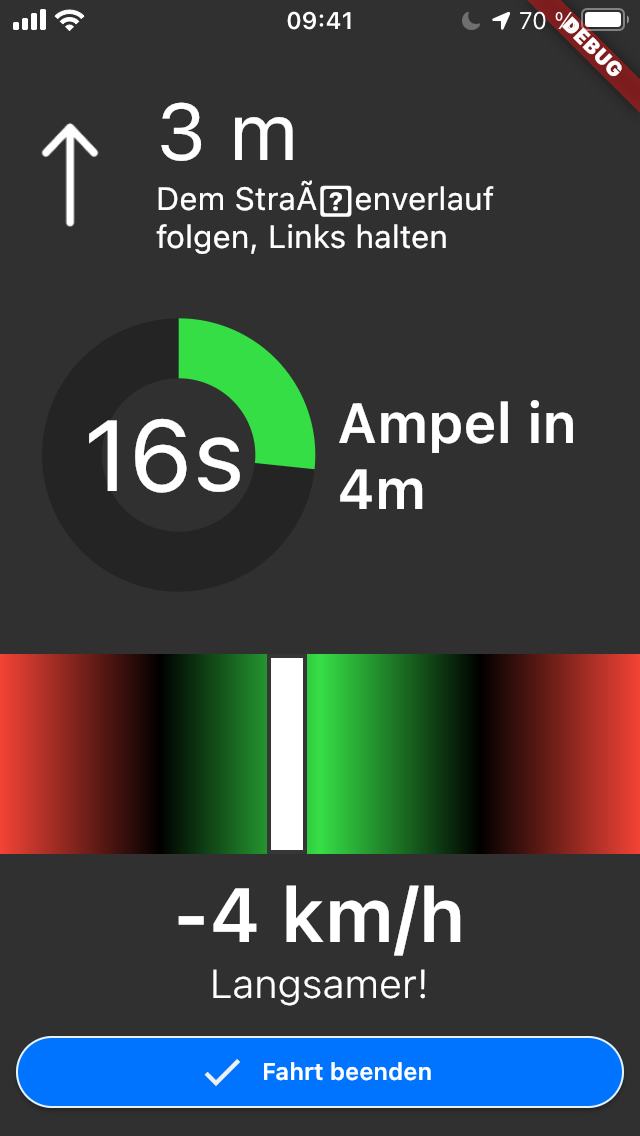 09:41
70 %
DEBUG
3 m
Dem StraÃ�enverlauf
folgen, Links halten
16s
Ampel in
4m
-4 km/h
Langsamer!
Fahrt beenden